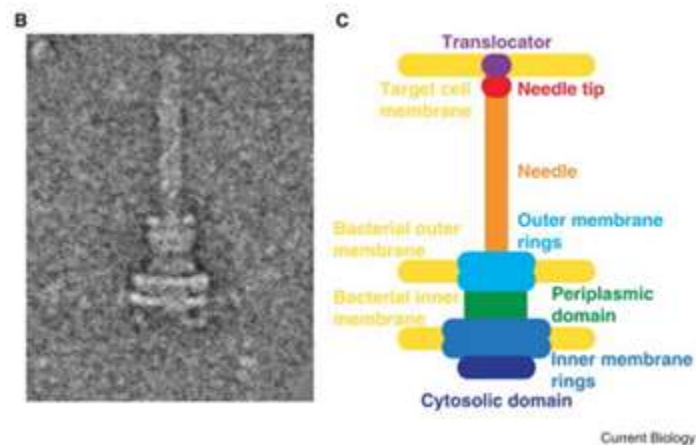 B
C
Translocator
Target cell
membrane
Needle tip
Needle
Bacterial outer
membrane
Outer membrane
rings
Bacterial inner
membrane
Periplasmic
domain
Inner membrane
rings
Cytosolic domain
Current Biology